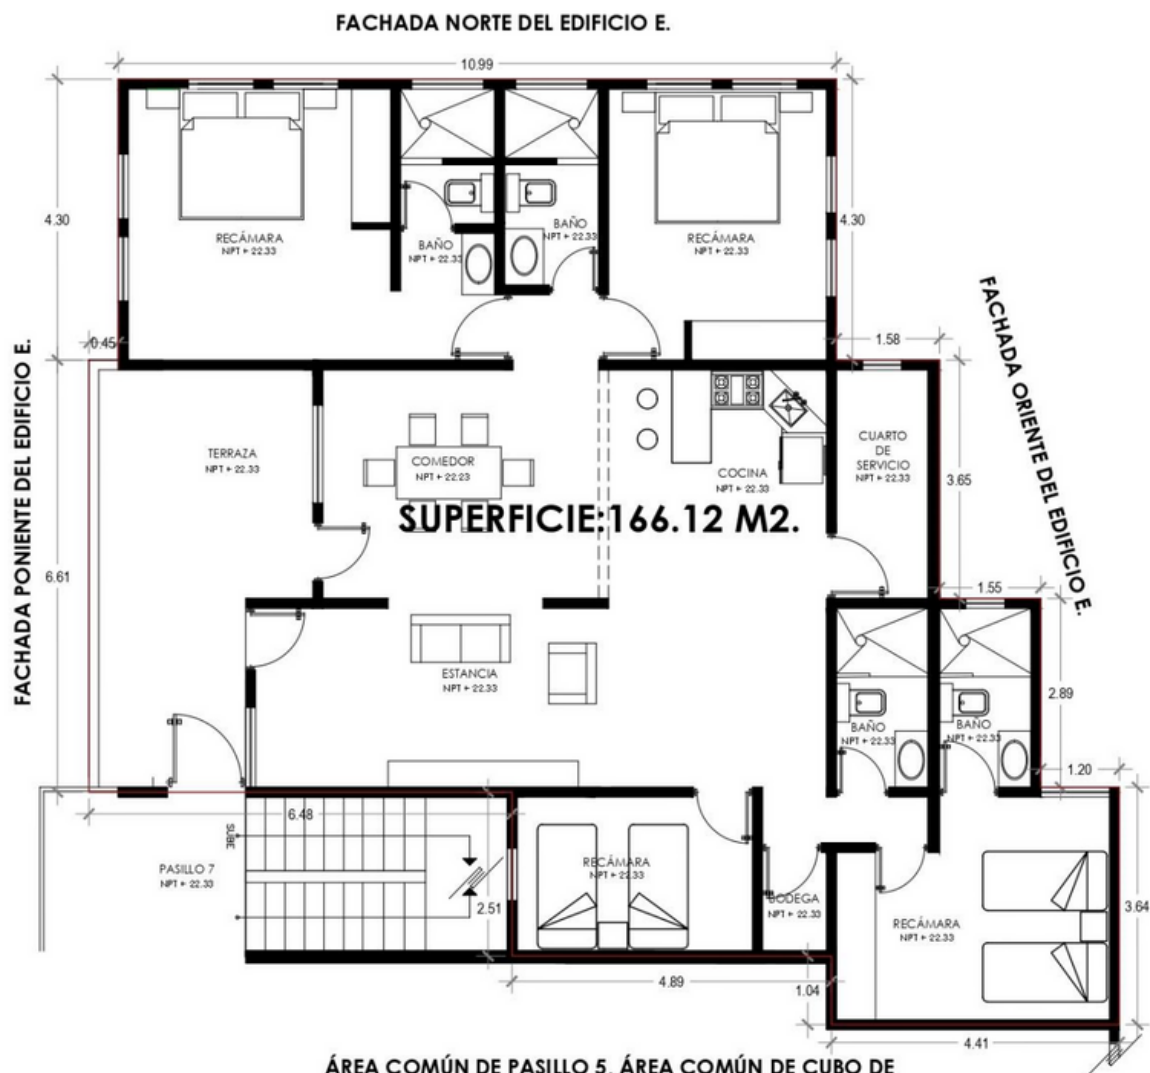 FACHADA NORTE DEL EDIFICIO E.
10.99
4.30
4.30
RECÁMARA
NPT + 22.33
BAÑO
NPT + 22.33
BAÑO
NPT + 22.33
RECÁMARA
NPT + 22.33
0.45
1.58
FACHADA PONIENTE DEL EDIFICIO E.
FACHADA ORIENTE DEL EDIFICIO E.
TERRAZA
NPT + 22.33
COMEDOR
NPT + 22.23
COCINA
NPT + 22.33
CUARTO
DE
SERVICIO
NPT + 22.33
3.65
SUPERFICIE:166.12 M2.
6.61
1.55
ESTANCIA
NPT + 22.33
BAÑO
NPT + 22.33
BAÑO
NPT + 22.33
2.89
1.20
6.48
SUBE
PASILLO 7
NPT + 22.33
2.51
RECÁMARA
NPT + 22.33
BODEGA
NPT + 22.33
RECÁMARA
NPT + 22.33
3.64
4.89
1.04
4.41
ÁREA COMÚN DE PASILLO 5, ÁREA COMÚN DE CUBO DE